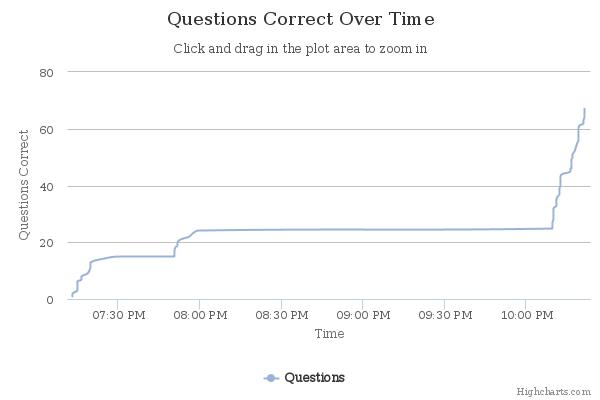 Questions Correct Over Time
Click and drag in the plot area to zoom in
Questions Correct
80
60
40
20
0
07:30 PM 08:00 PM 08:30 PM 09:00 PM 09:30 PM 10:00 PM
Time
Questions
Highcharts.com